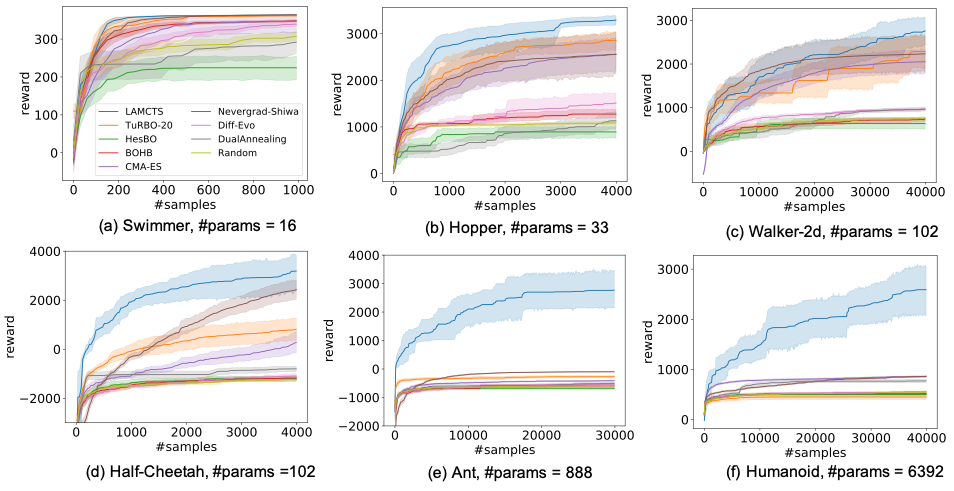 300
200
100
0
reward
LAMCTS
TuRBO-20
HesBO
BOHB
CMA-ES
Nevergrad-Shiwa
Diff-Evo
DualAnnealing
Random
0 200 400 600 800 1000
#samples
(a) Swimmer, #params = 16
3000
2000
1000
0
reward
0 1000 2000 3000 4000
#samples
(b) Hopper, #params = 33
3000
2000
1000
0
reward
0 10000 20000 30000 40000
#samples
(c) Walker-2d, #params = 102
4000
2000
0
−2000
reward
0 1000 2000 3000 4000
#samples
(d) Half-Cheetah, #params =102
4000
3000
2000
1000
0
−1000
−2000
reward
0 10000 20000 30000
#samples
(e) Ant, #params = 888
3000
2000
1000
0
reward
0 10000 20000 30000 40000
#samples
(f) Humanoid, #params = 6392